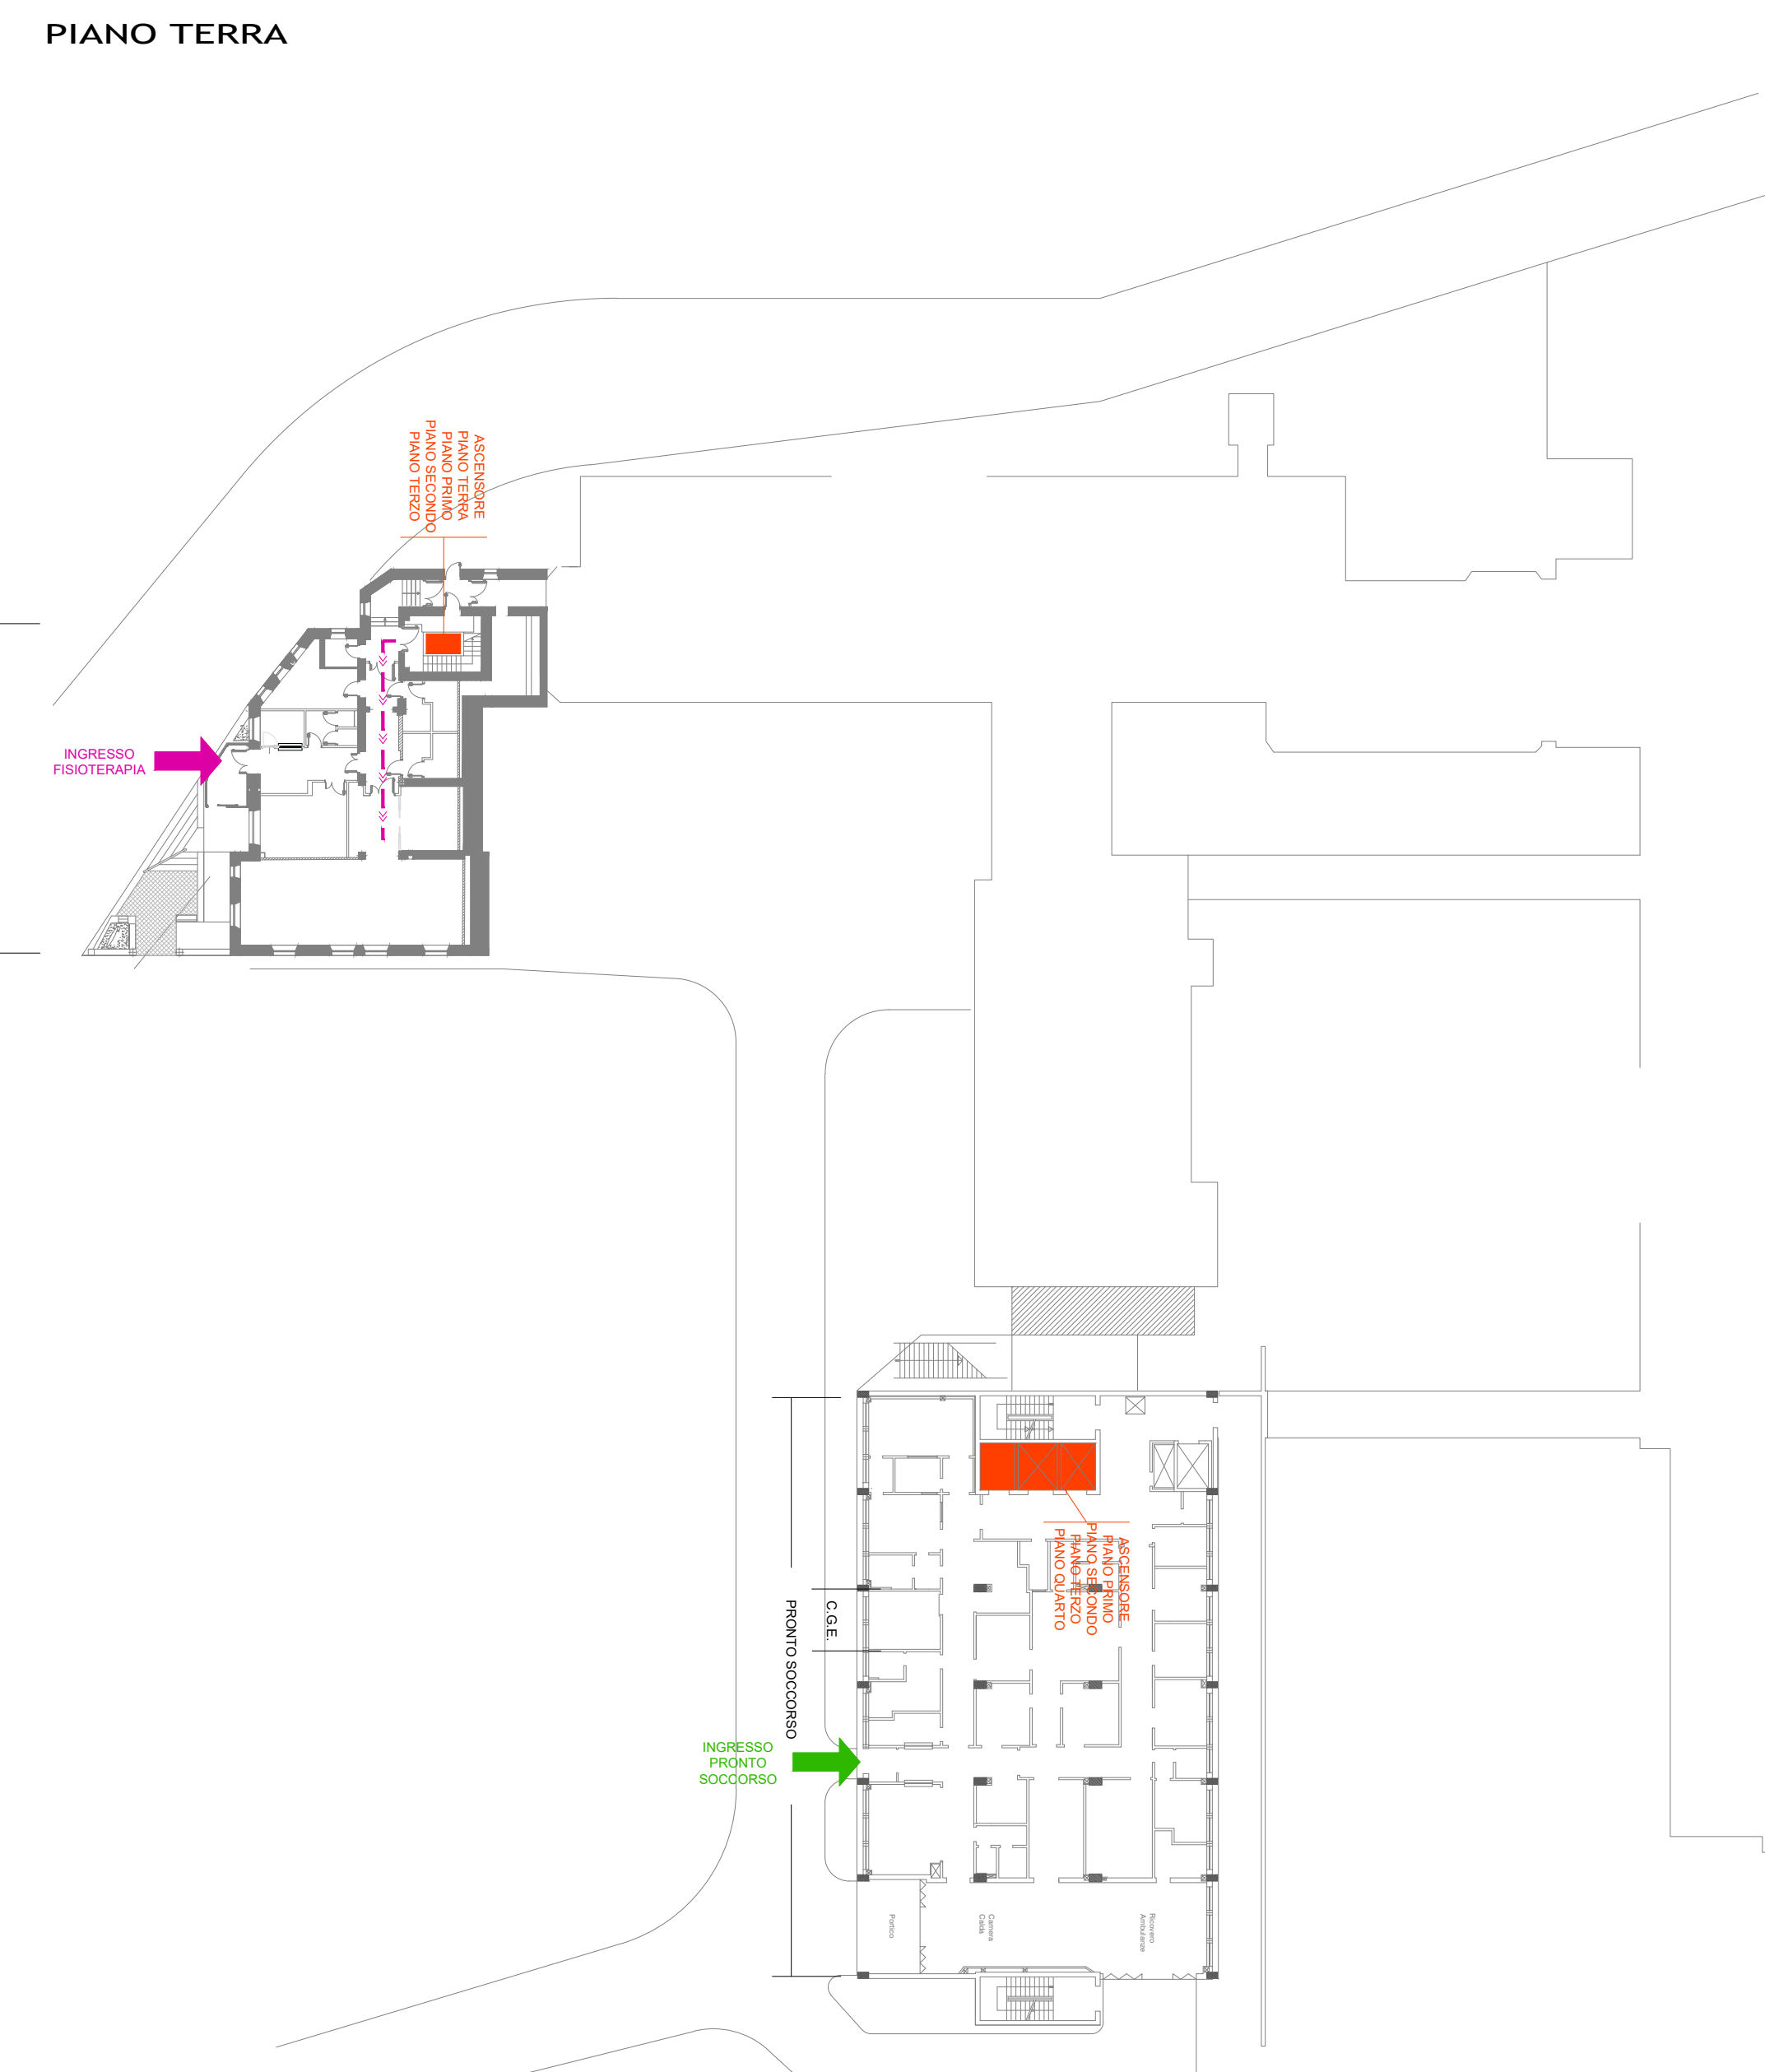 PIANO TERRA
ASCENSORE
PIANO TERRA
PIANO PRIMO
PIANO SECONDO
PIANO TERZO
INGRESSO
FISIOTERAPIA
ASCENSORE
PIANO PRIMO
PIANO SECONDO
PIANO TERZO
PIANO QUARTO
C.G.E.
PRONTO SOCCORSO
INGRESSO
PRONTO
SOCCORSO
Portico
Camera
Calda
Ricovero
Ambulanze